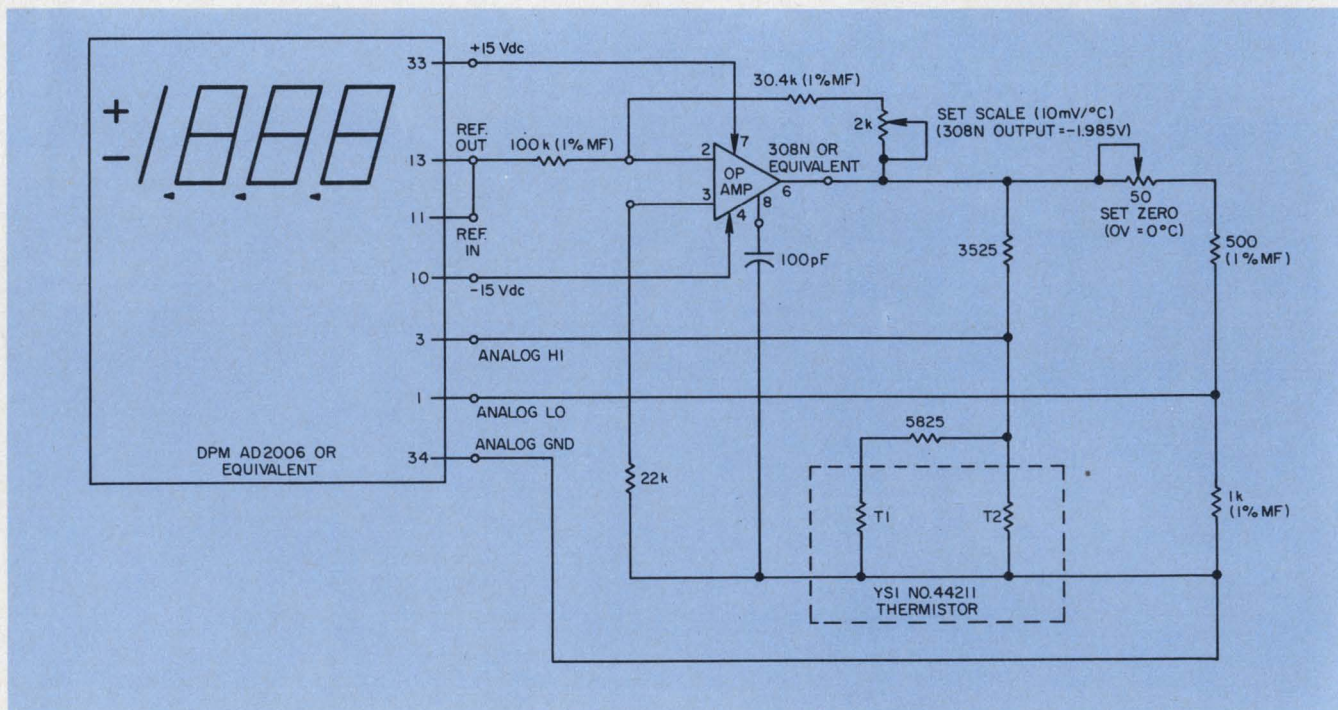 +
−
1888
33
+15 Vdc
13
REF.
OUT
11
REF.
IN
10
−15 Vdc
3
ANALOG HI
1
ANALOG LO
34
ANALOG GND
DPM AD2006 OR
EQUIVALENT
100k (1% MF)
30.4k (1% MF)
2k
SET SCALE (10mV/°C)
(308N OUTPUT=−1.985V)
2
3
7
4
8
6
OP
AMP
308N OR
EQUIVALENT
100pF
22k
3525
50
SET ZERO
(0V = 0°C)
500
(1% MF)
5825
T1
T2
1k
(1% MF)
YSI NO.44211
THERMISTOR